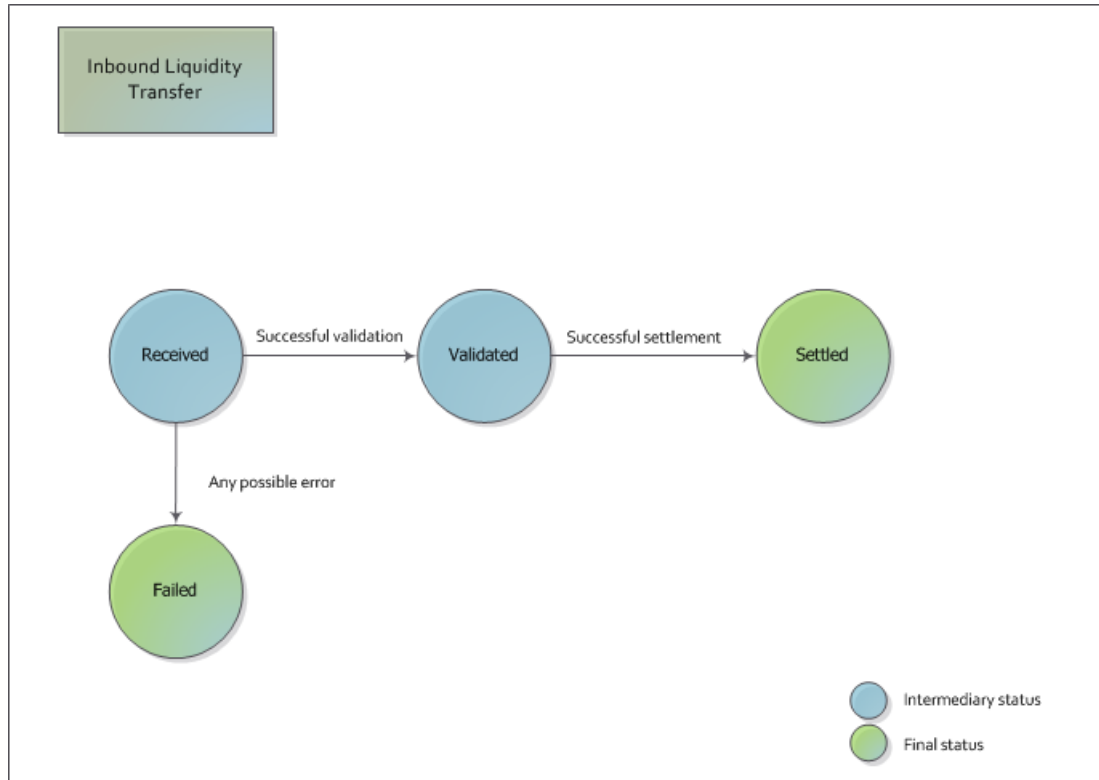 Inbound Liquidity
Transfer
Received
Successful validation
Validated
Successful settlement
Settled
Any possible error
Failed
Intermediary status
Final status